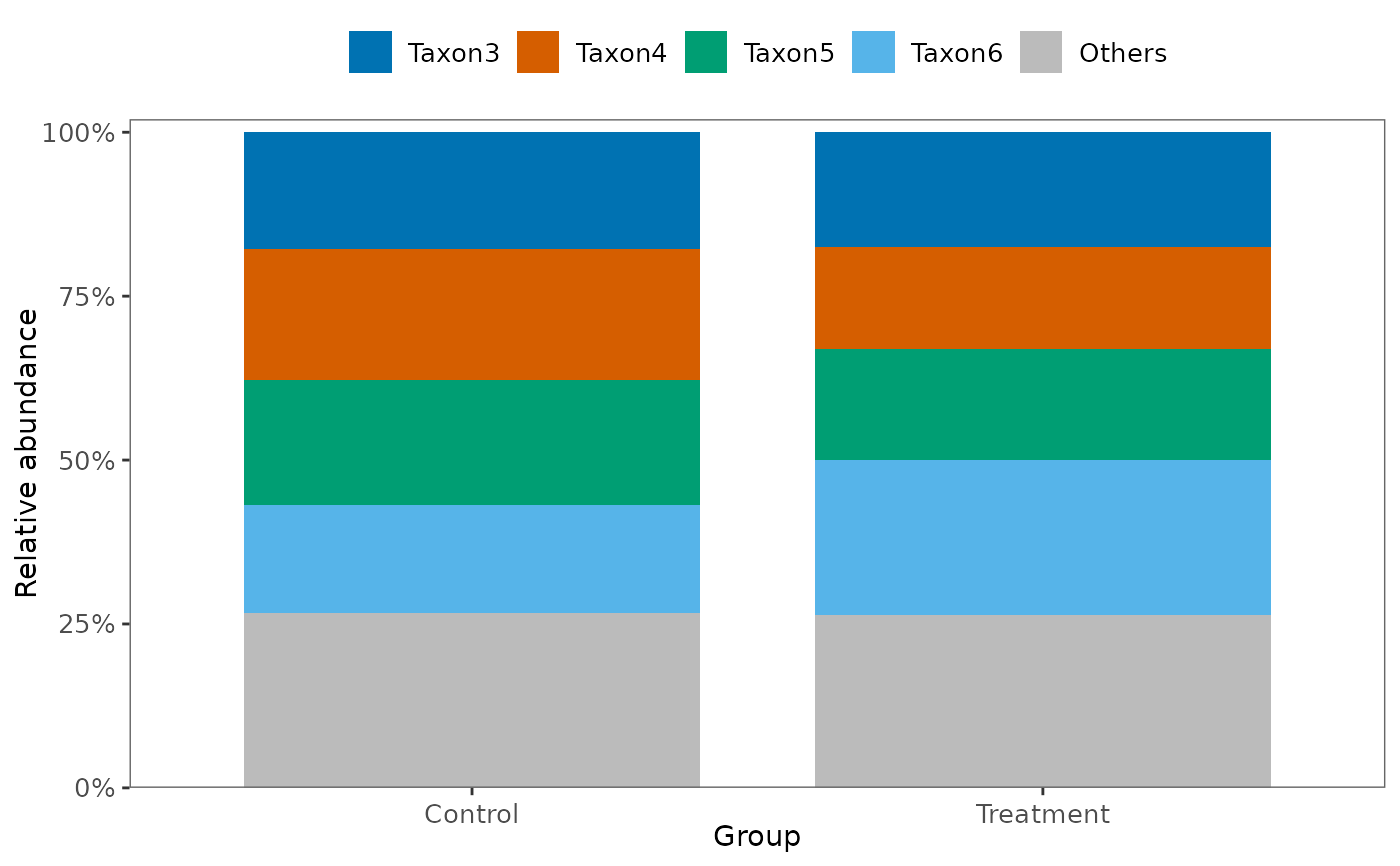 Taxon3 Taxon4 Taxon5 Taxon6 Others
100%
75%
50%
25%
0%
Relative abundance
Control Treatment
Group